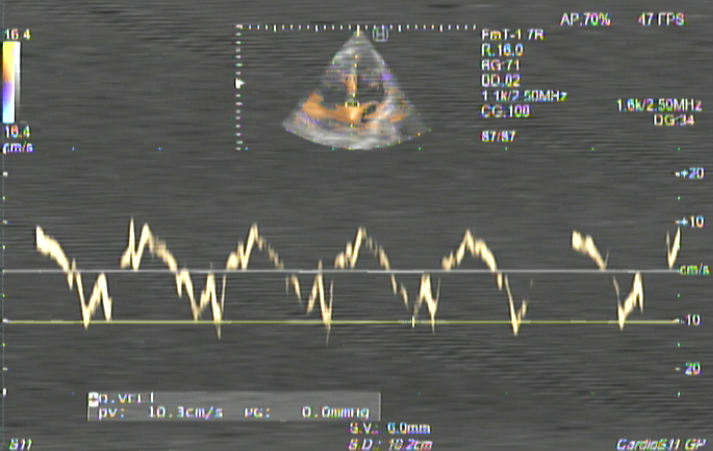 AP.70% 47 FPS
16.4
16.4
cm/s
H
FmT-1 7R
R.16.0
BG:71
DD.02
1.1k/2.50MHz
CG:100
87/87
1.6k/2.50MHz
DG:34
+20
+10
cm/s
-10
-20
D.VEL1
PV: 10.3cm/s PG: 0.0mmHg
S.V.: 6.0mm
S.D.: 10.2cm
S11
CardioS11 GP